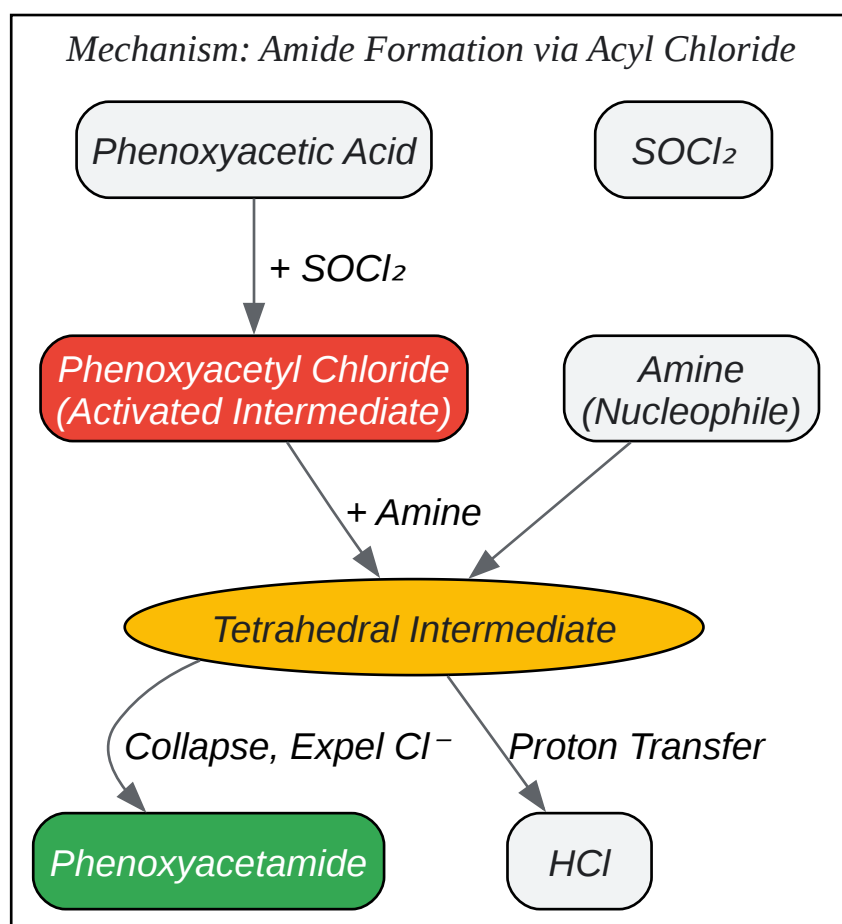 Mechanism: Amide Formation via Acyl Chloride
Phenoxyacetic Acid
SOCl₂
+ SOCl₂
Phenoxyacetyl Chloride
(Activated Intermediate)
Amine
(Nucleophile)
+ Amine
Tetrahedral Intermediate
Collapse, Expel Cl⁻
Proton Transfer
Phenoxyacetamide
HCl